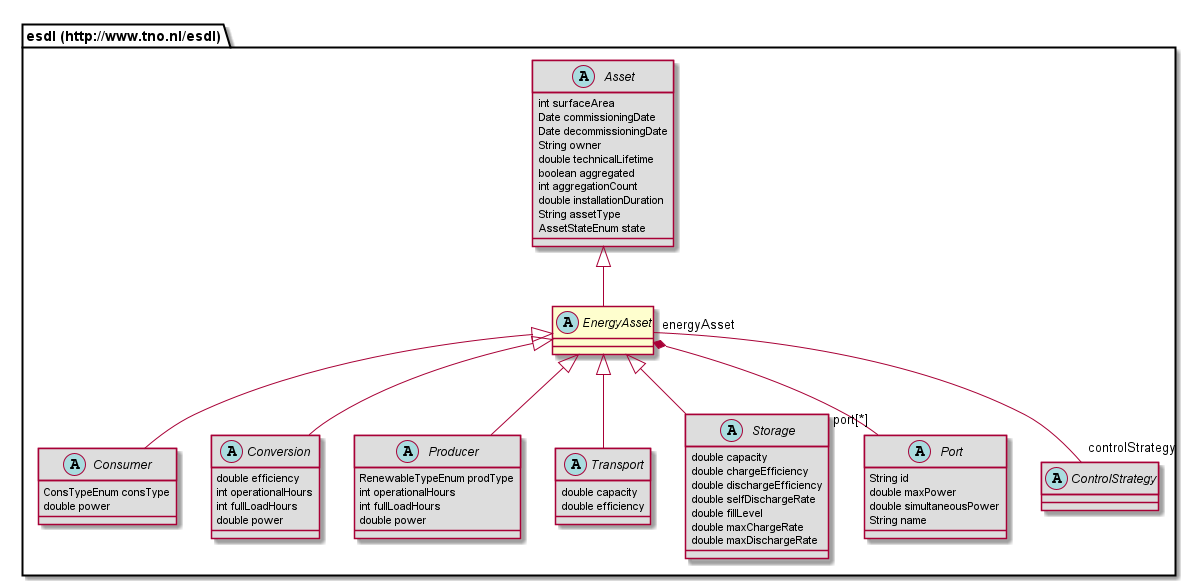 esdl (http://www.tno.nl/esdl)
A Asset
int surfaceArea
Date commissioningDate
Date decommissioningDate
String owner
double technicalLifetime
boolean aggregated
int aggregationCount
double installationDuration
String assetType
AssetStateEnum state
A EnergyAsset
energyAsset
port[*]
controlStrategy
A Consumer
ConsTypeEnum consType
double power
A Conversion
double efficiency
int operationalHours
int fullLoadHours
double power
A Producer
RenewableTypeEnum prodType
int operationalHours
int fullLoadHours
double power
A Transport
double capacity
double efficiency
A Storage
double capacity
double chargeEfficiency
double dischargeEfficiency
double selfDischargeRate
double fillLevel
double maxChargeRate
double maxDischargeRate
A Port
String id
double maxPower
double simultaneousPower
String name
A ControlStrategy